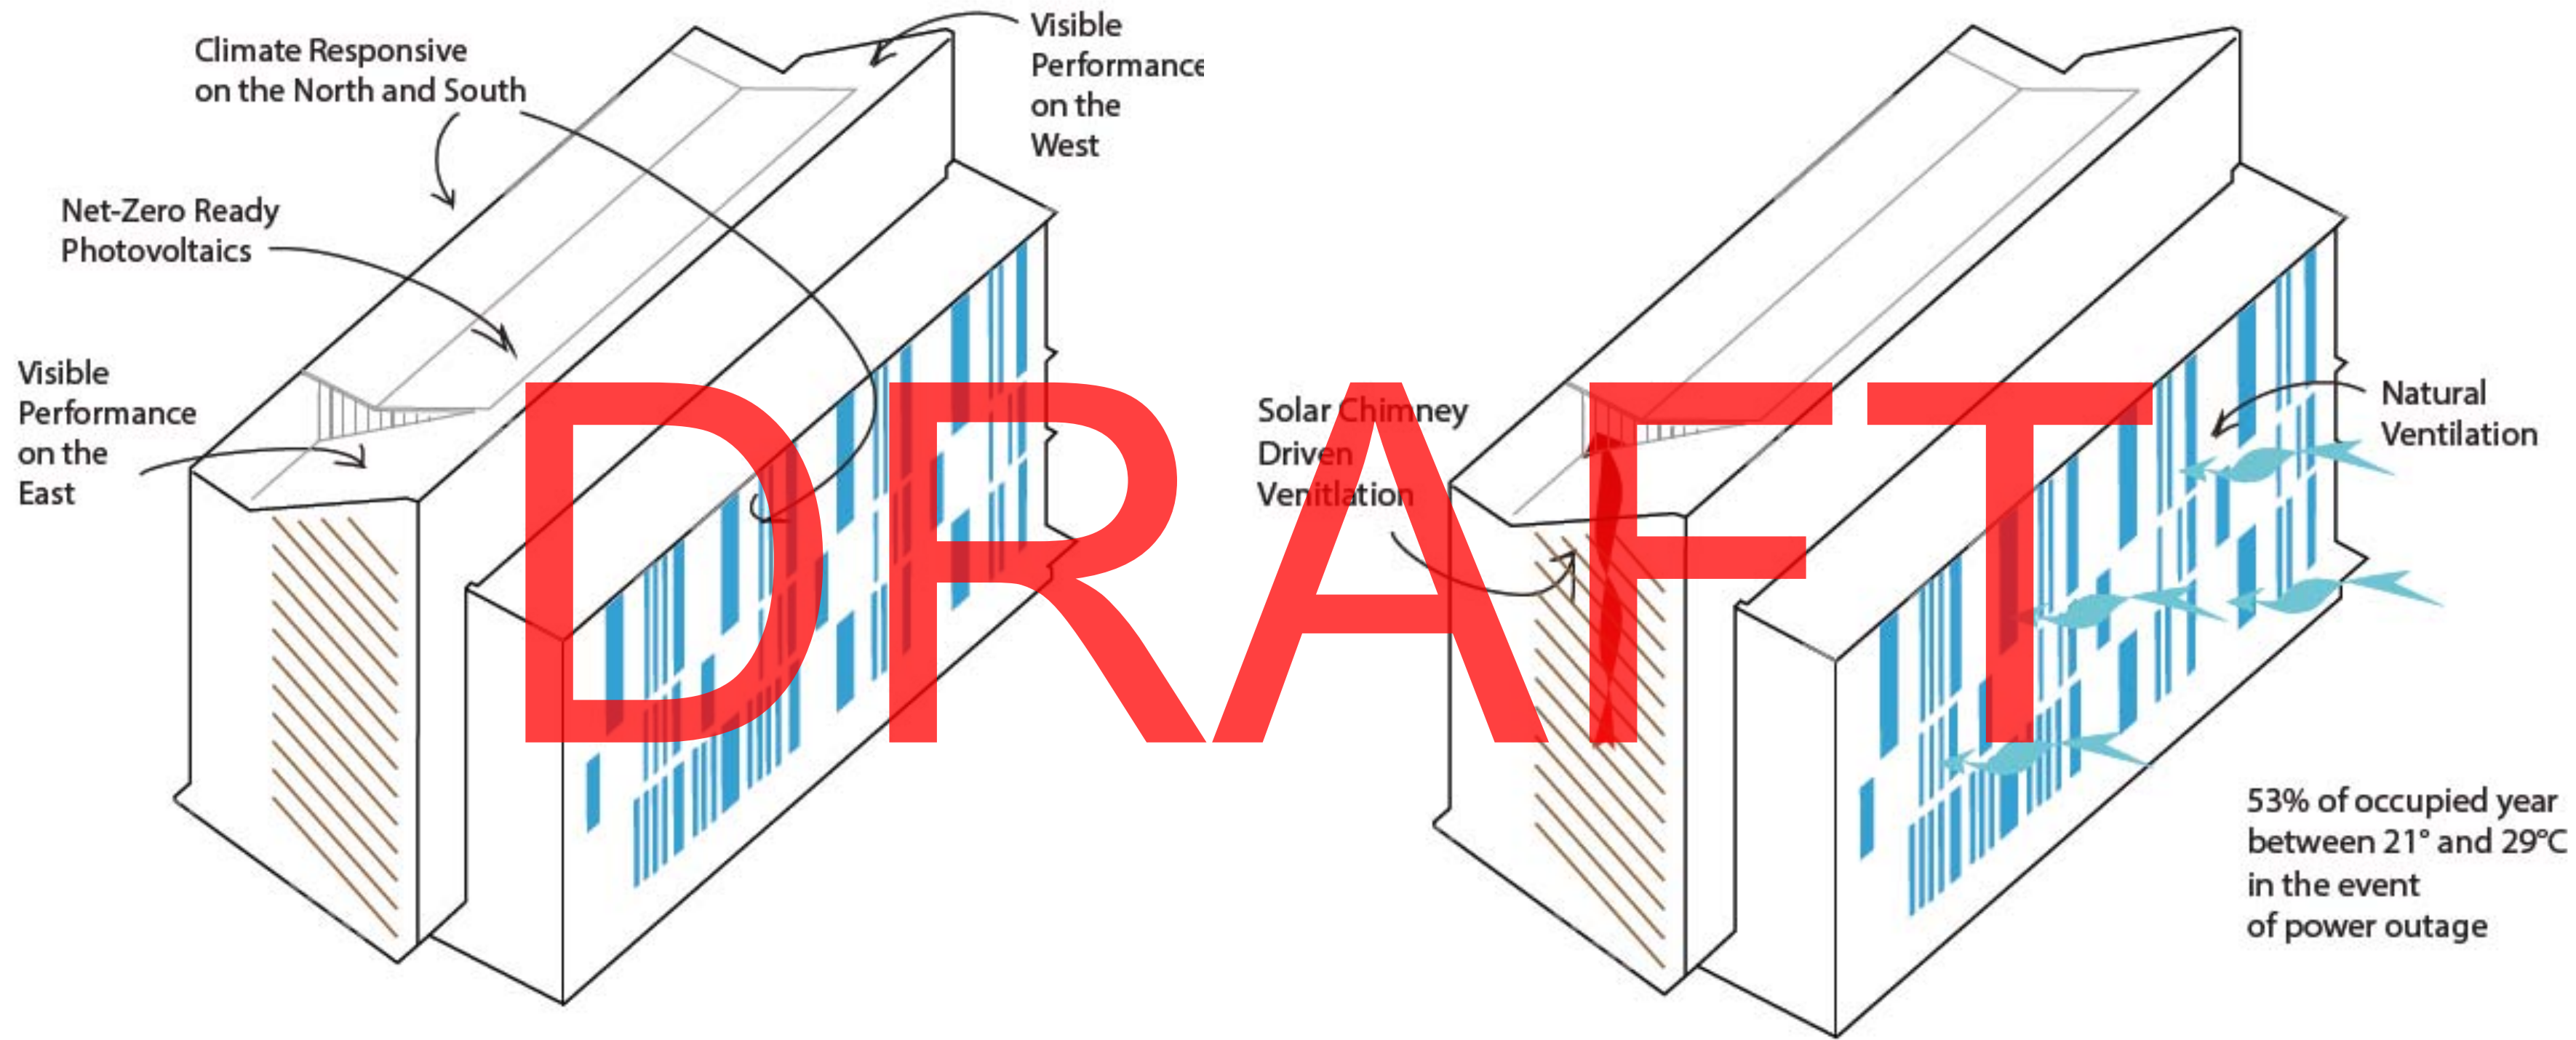 Climate Responsive
on the North and South
Visible
Performance
on the
West
Net-Zero Ready
Photovoltaics
Visible
Performance
on the
East
DRAFT
Solar Chimney
Driven
Venitlation
Natural
Ventilation
53% of occupied year
between 21° and 29°C
in the event
of power outage